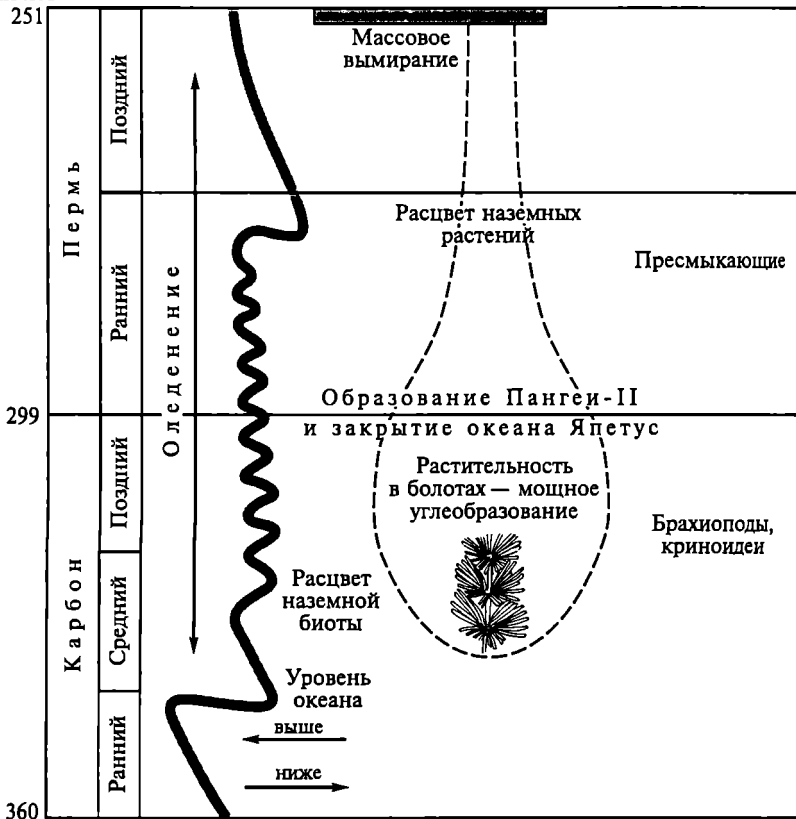 251
Массовое
вымирание
Поздний
Пермь
Расцвет наземных
растений
Пресмыкающие
Ранний
Оледенение
Образование Пангеи-II
299
и закрытие океана Япетус
Растительность
в болотах — мощное
углеобразование
Поздний
Брахиоподы,
криноидеи
Карбон
Средний
Расцвет
наземной
биоты
Уровень
океана
выше
Ранний
ниже
360